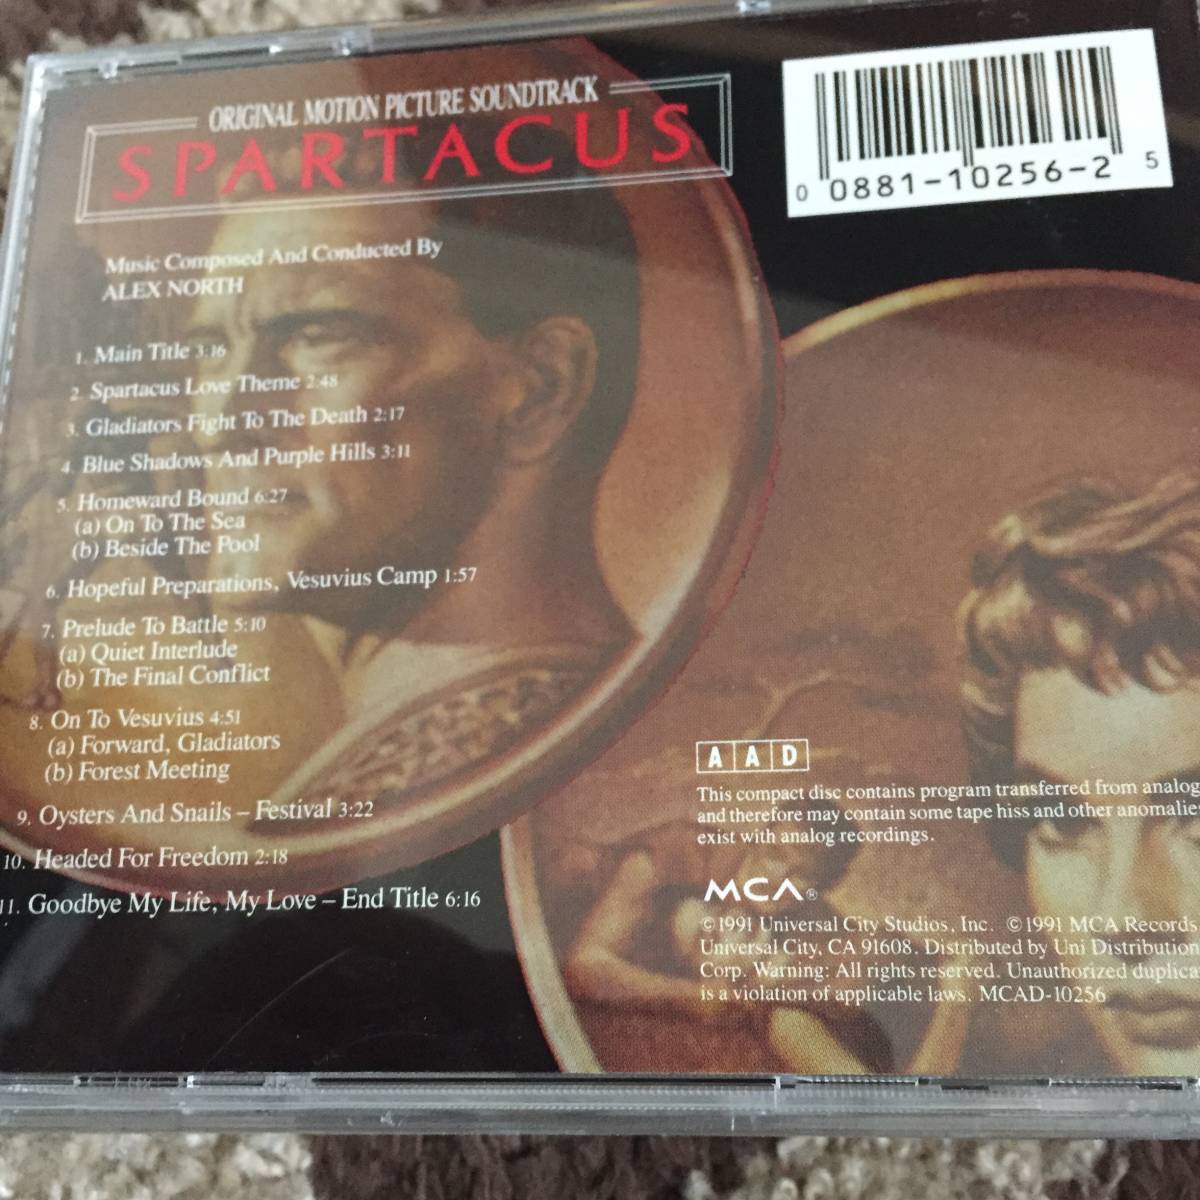 ORIGINAL MOTION PICTURE SOUNDTRACK
SPARTACUS
0 0881-10256-2 5
Music Composed And Conducted By
ALEX NORTH
1. Main Title 3:16
2. Spartacus Love Theme 2:48
3. Gladiators Fight To The Death 2:17
4. Blue Shadows And Purple Hills 3:11
5. Homeward Bound 6:27
(a) On To The Sea
(b) Beside The Pool
6. Hopeful Preparations, Vesuvius Camp 1:57
7. Prelude To Battle 5:10
(a) Quiet Interlude
(b) The Final Conflict
8. On To Vesuvius 4:51
(a) Forward, Gladiators
(b) Forest Meeting
9. Oysters And Snails – Festival 3:22
10. Headed For Freedom 2:18
11. Goodbye My Life, My Love – End Title 6:16
AAD
This compact disc contains program transferred from analog
and therefore may contain some tape hiss and other anomalie
exist with analog recordings.
MCA®
©1991 Universal City Studios, Inc. ©1991 MCA Records
Universal City, CA 91608. Distributed by Uni Distribution
Corp. Warning: All rights reserved. Unauthorized duplica
is a violation of applicable laws. MCAD-10256